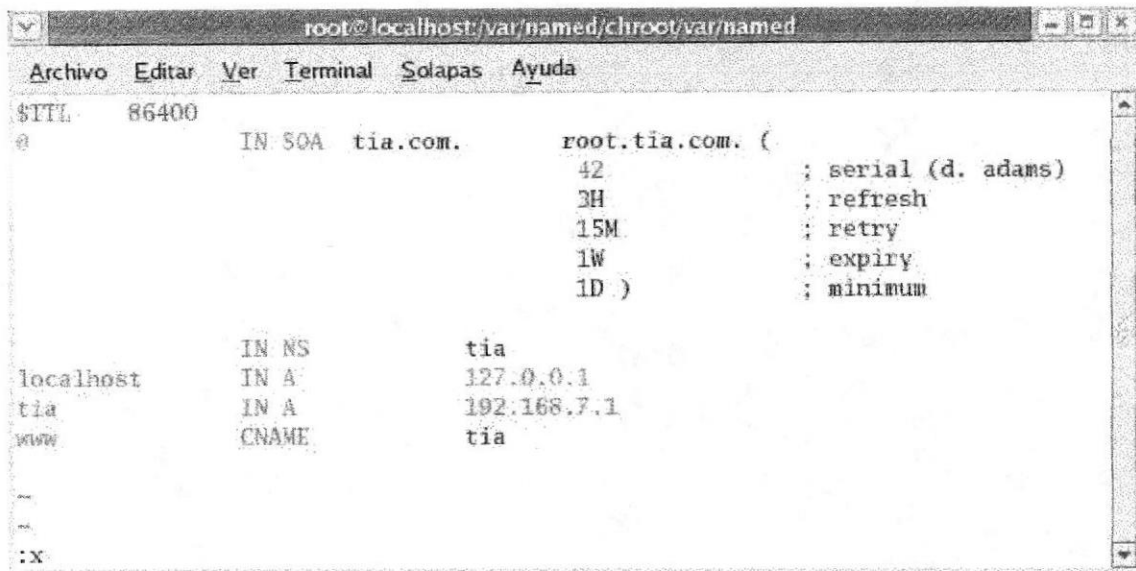 root@localhost:/var/named/chroot/var/named
Archivo Editar Ver Terminal Solapas Ayuda
$TTL 86400
@ IN SOA tia.com. root.tia.com. (
42 ; serial (d. adams)
3H ; refresh
15M ; retry
1W ; expiry
1D ) ; minimum
IN NS tia
localhost IN A 127.0.0.1
tia IN A 192.168.7.1
www CNAME tia
~
~
:x